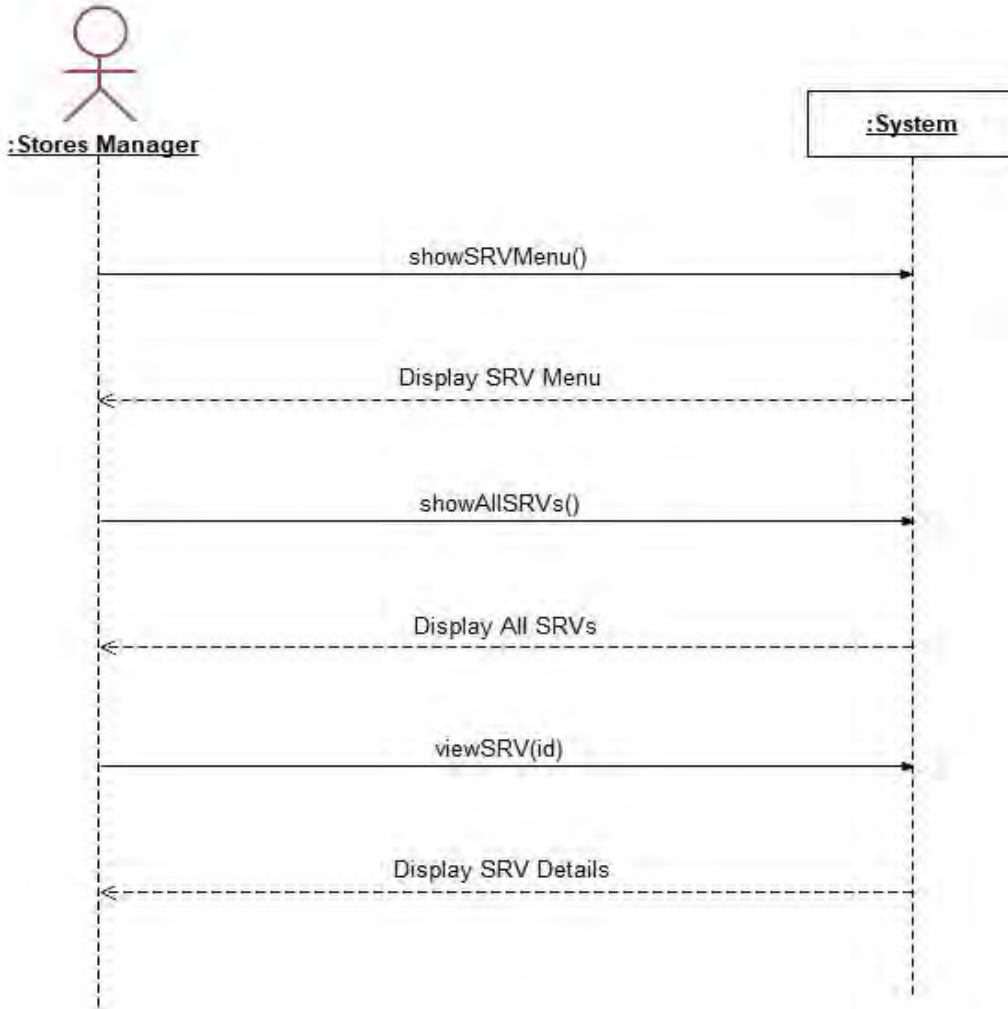 :Stores Manager
:System
showSRVMenu()
Display SRV Menu
showAllSRVs()
Display All SRVs
viewSRV(id)
Display SRV Details